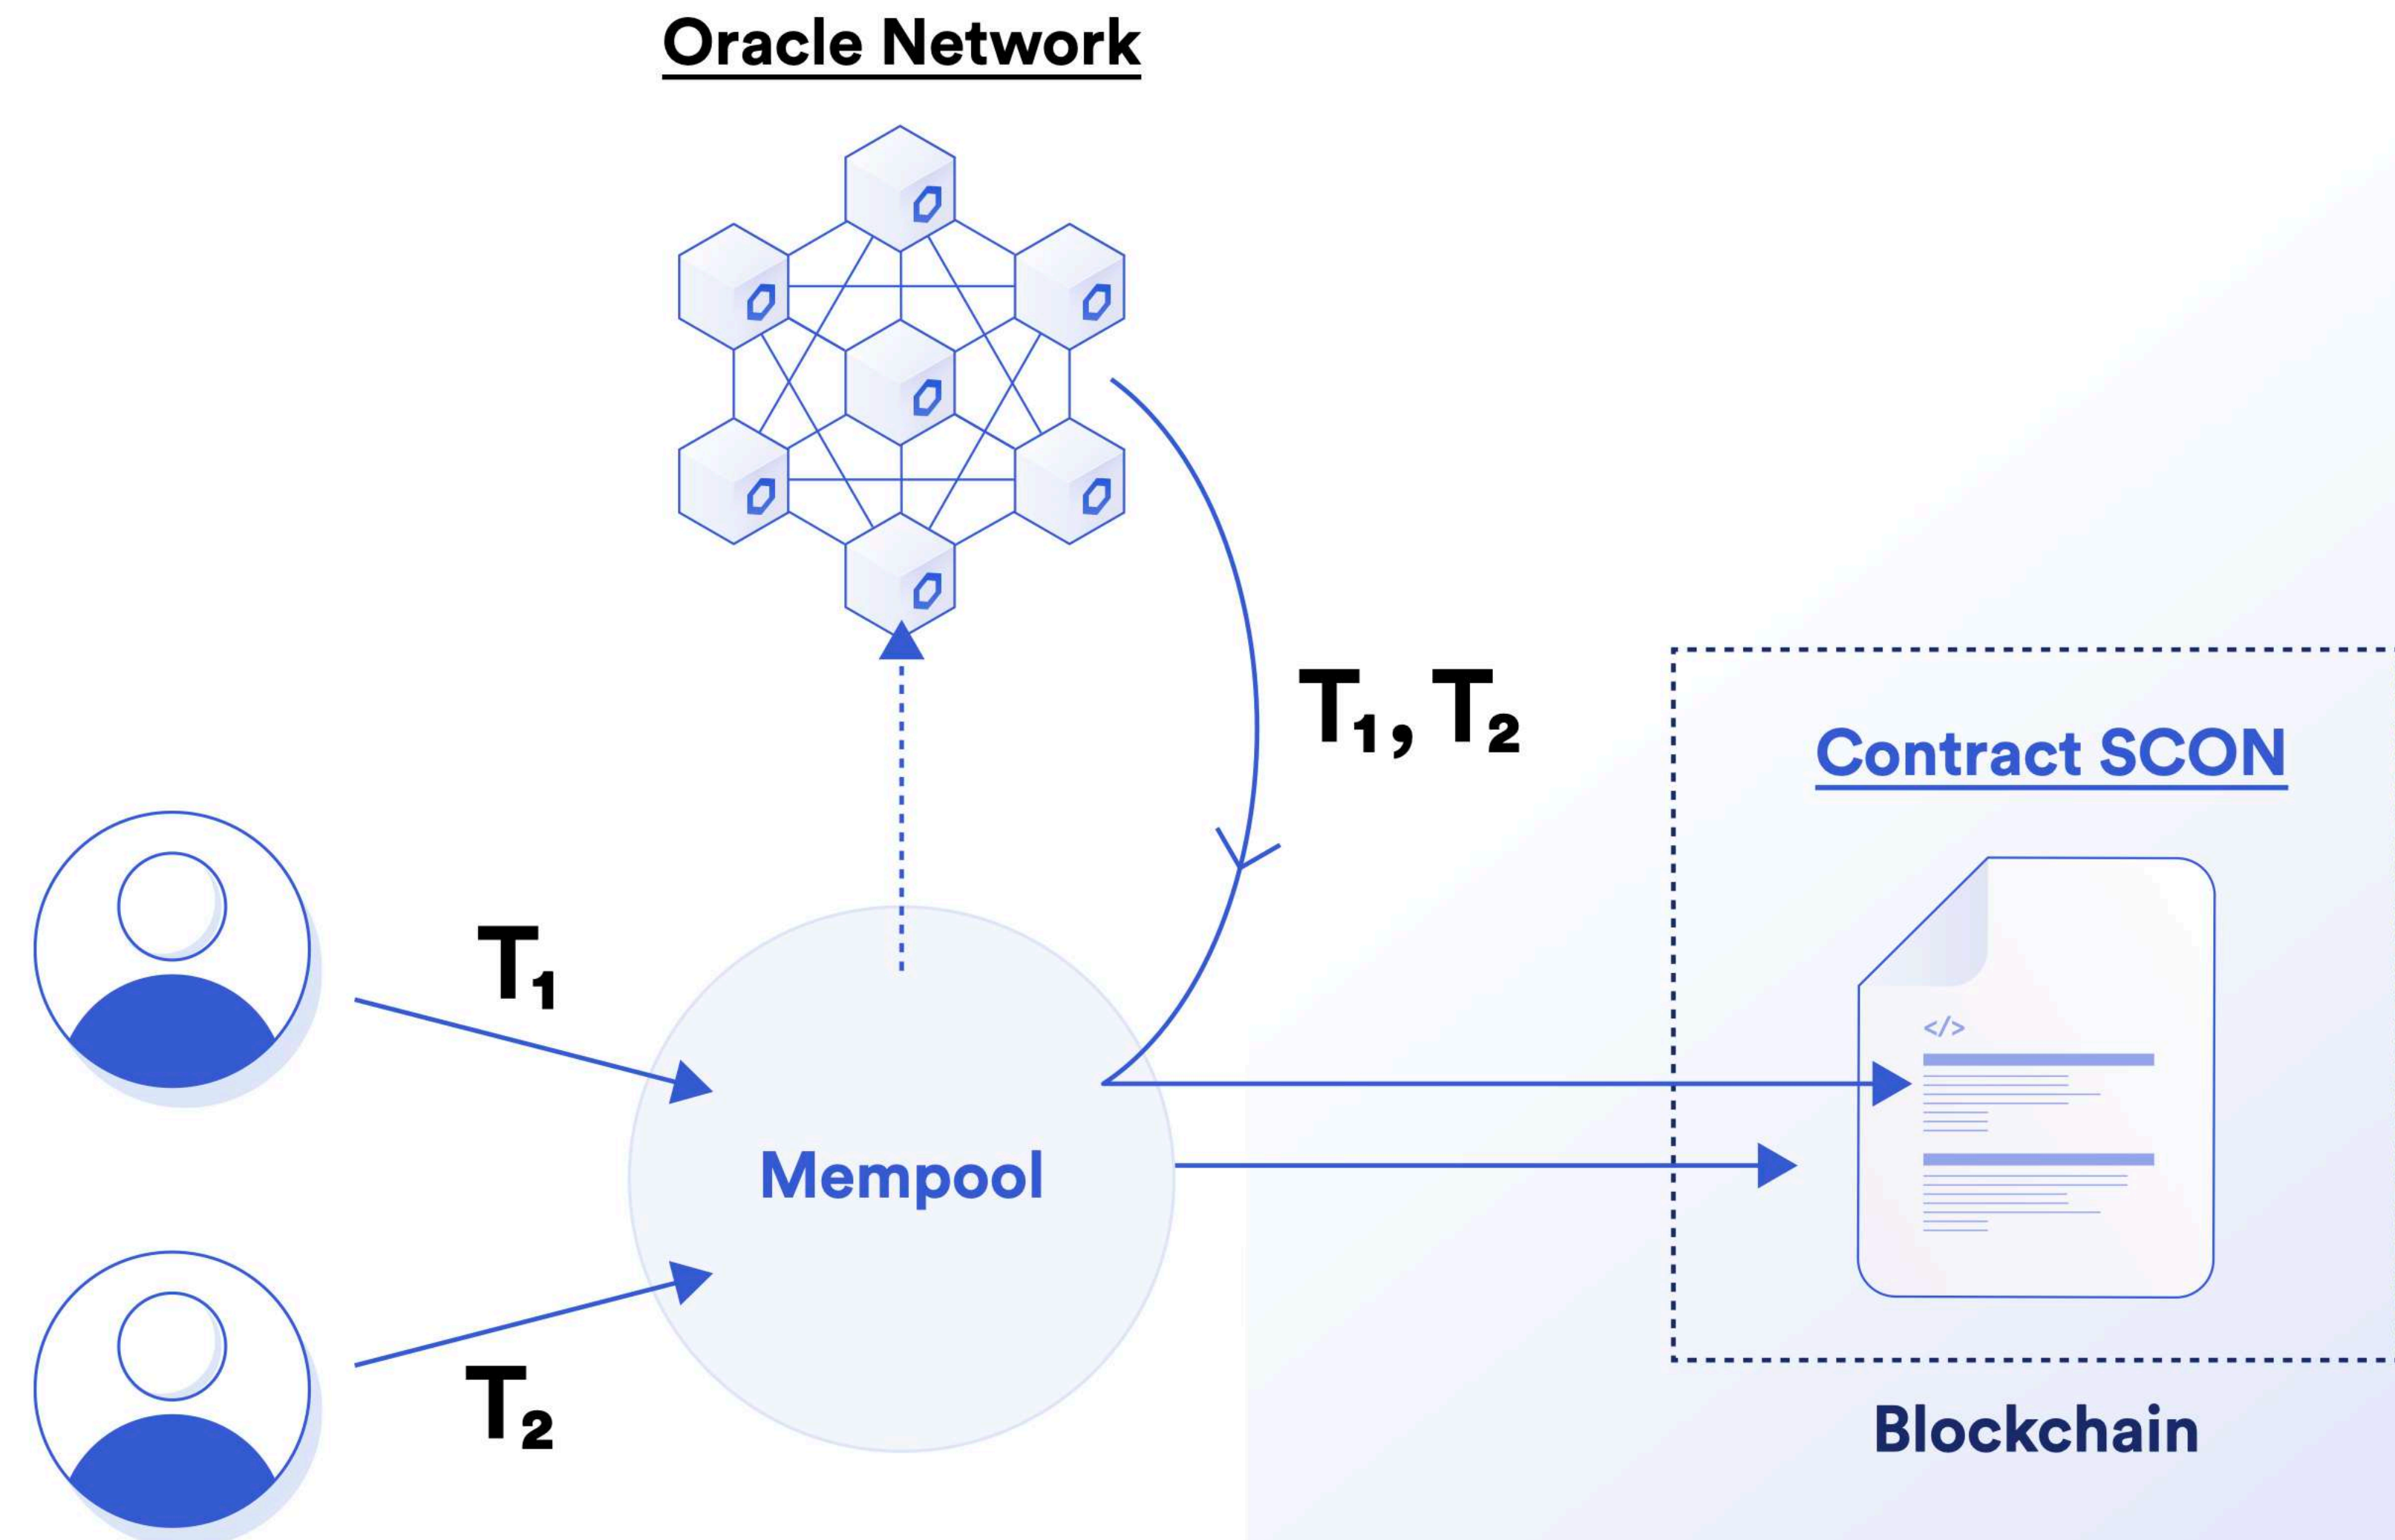 Oracle Network
T₁, T₂
Contract SCON
</>
T₁
Mempool
T₂
Blockchain